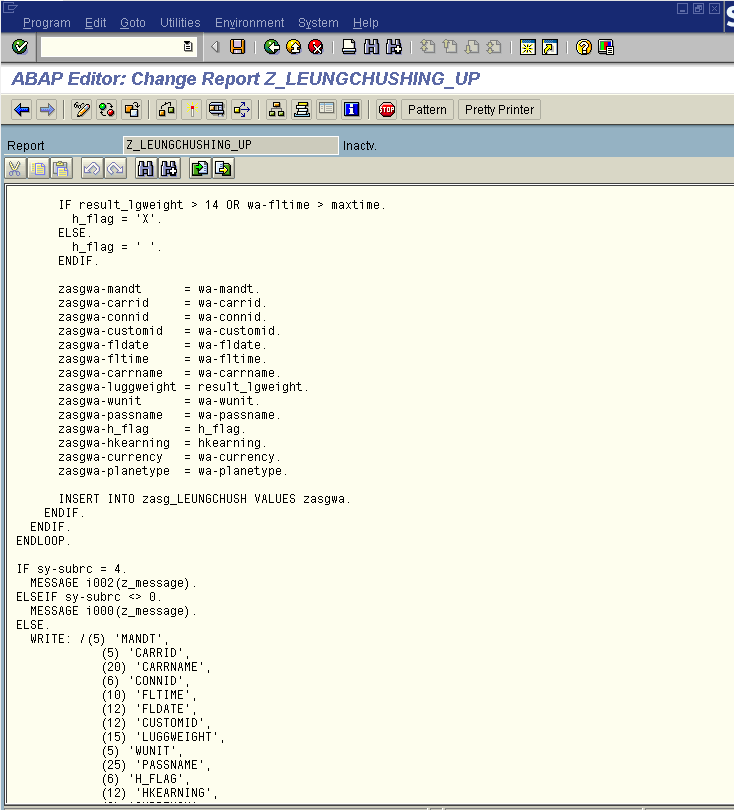 Program Edit Goto Utilities Environment System Help
ABAP Editor: Change Report Z_LEUNGCHUSHING_UP
STOP Pattern Pretty Printer
Report Z_LEUNGCHUSHING_UP Inactv.
IF result_lgweight > 14 OR wa-fltime > maxtime.
h_flag = 'X'.
ELSE.
h_flag = ' '.
ENDIF.
zasgwa-mandt = wa-mandt.
zasgwa-carrid = wa-carrid.
zasgwa-connid = wa-connid.
zasgwa-customid = wa-customid.
zasgwa-fldate = wa-fldate.
zasgwa-fltime = wa-fltime.
zasgwa-carrname = wa-carrname.
zasgwa-luggweight = result_lgweight.
zasgwa-wunit = wa-wunit.
zasgwa-passname = wa-passname.
zasgwa-h_flag = h_flag.
zasgwa-hkearning = hkearning.
zasgwa-currency = wa-currency.
zasgwa-planetype = wa-planetype.
INSERT INTO zasg_LEUNGCHUSH VALUES zasgwa.
ENDIF.
ENDIF.
ENDLOOP.
IF sy-subrc = 4.
MESSAGE i002(z_message).
ELSEIF sy-subrc <> 0.
MESSAGE i000(z_message).
ELSE.
WRITE: /(5) 'MANDT',
(5) 'CARRID',
(20) 'CARRNAME',
(6) 'CONNID',
(10) 'FLTIME',
(12) 'FLDATE',
(12) 'CUSTOMID',
(15) 'LUGGWEIGHT',
(5) 'WUNIT',
(25) 'PASSNAME',
(6) 'H_FLAG',
(12) 'HKEARNING',